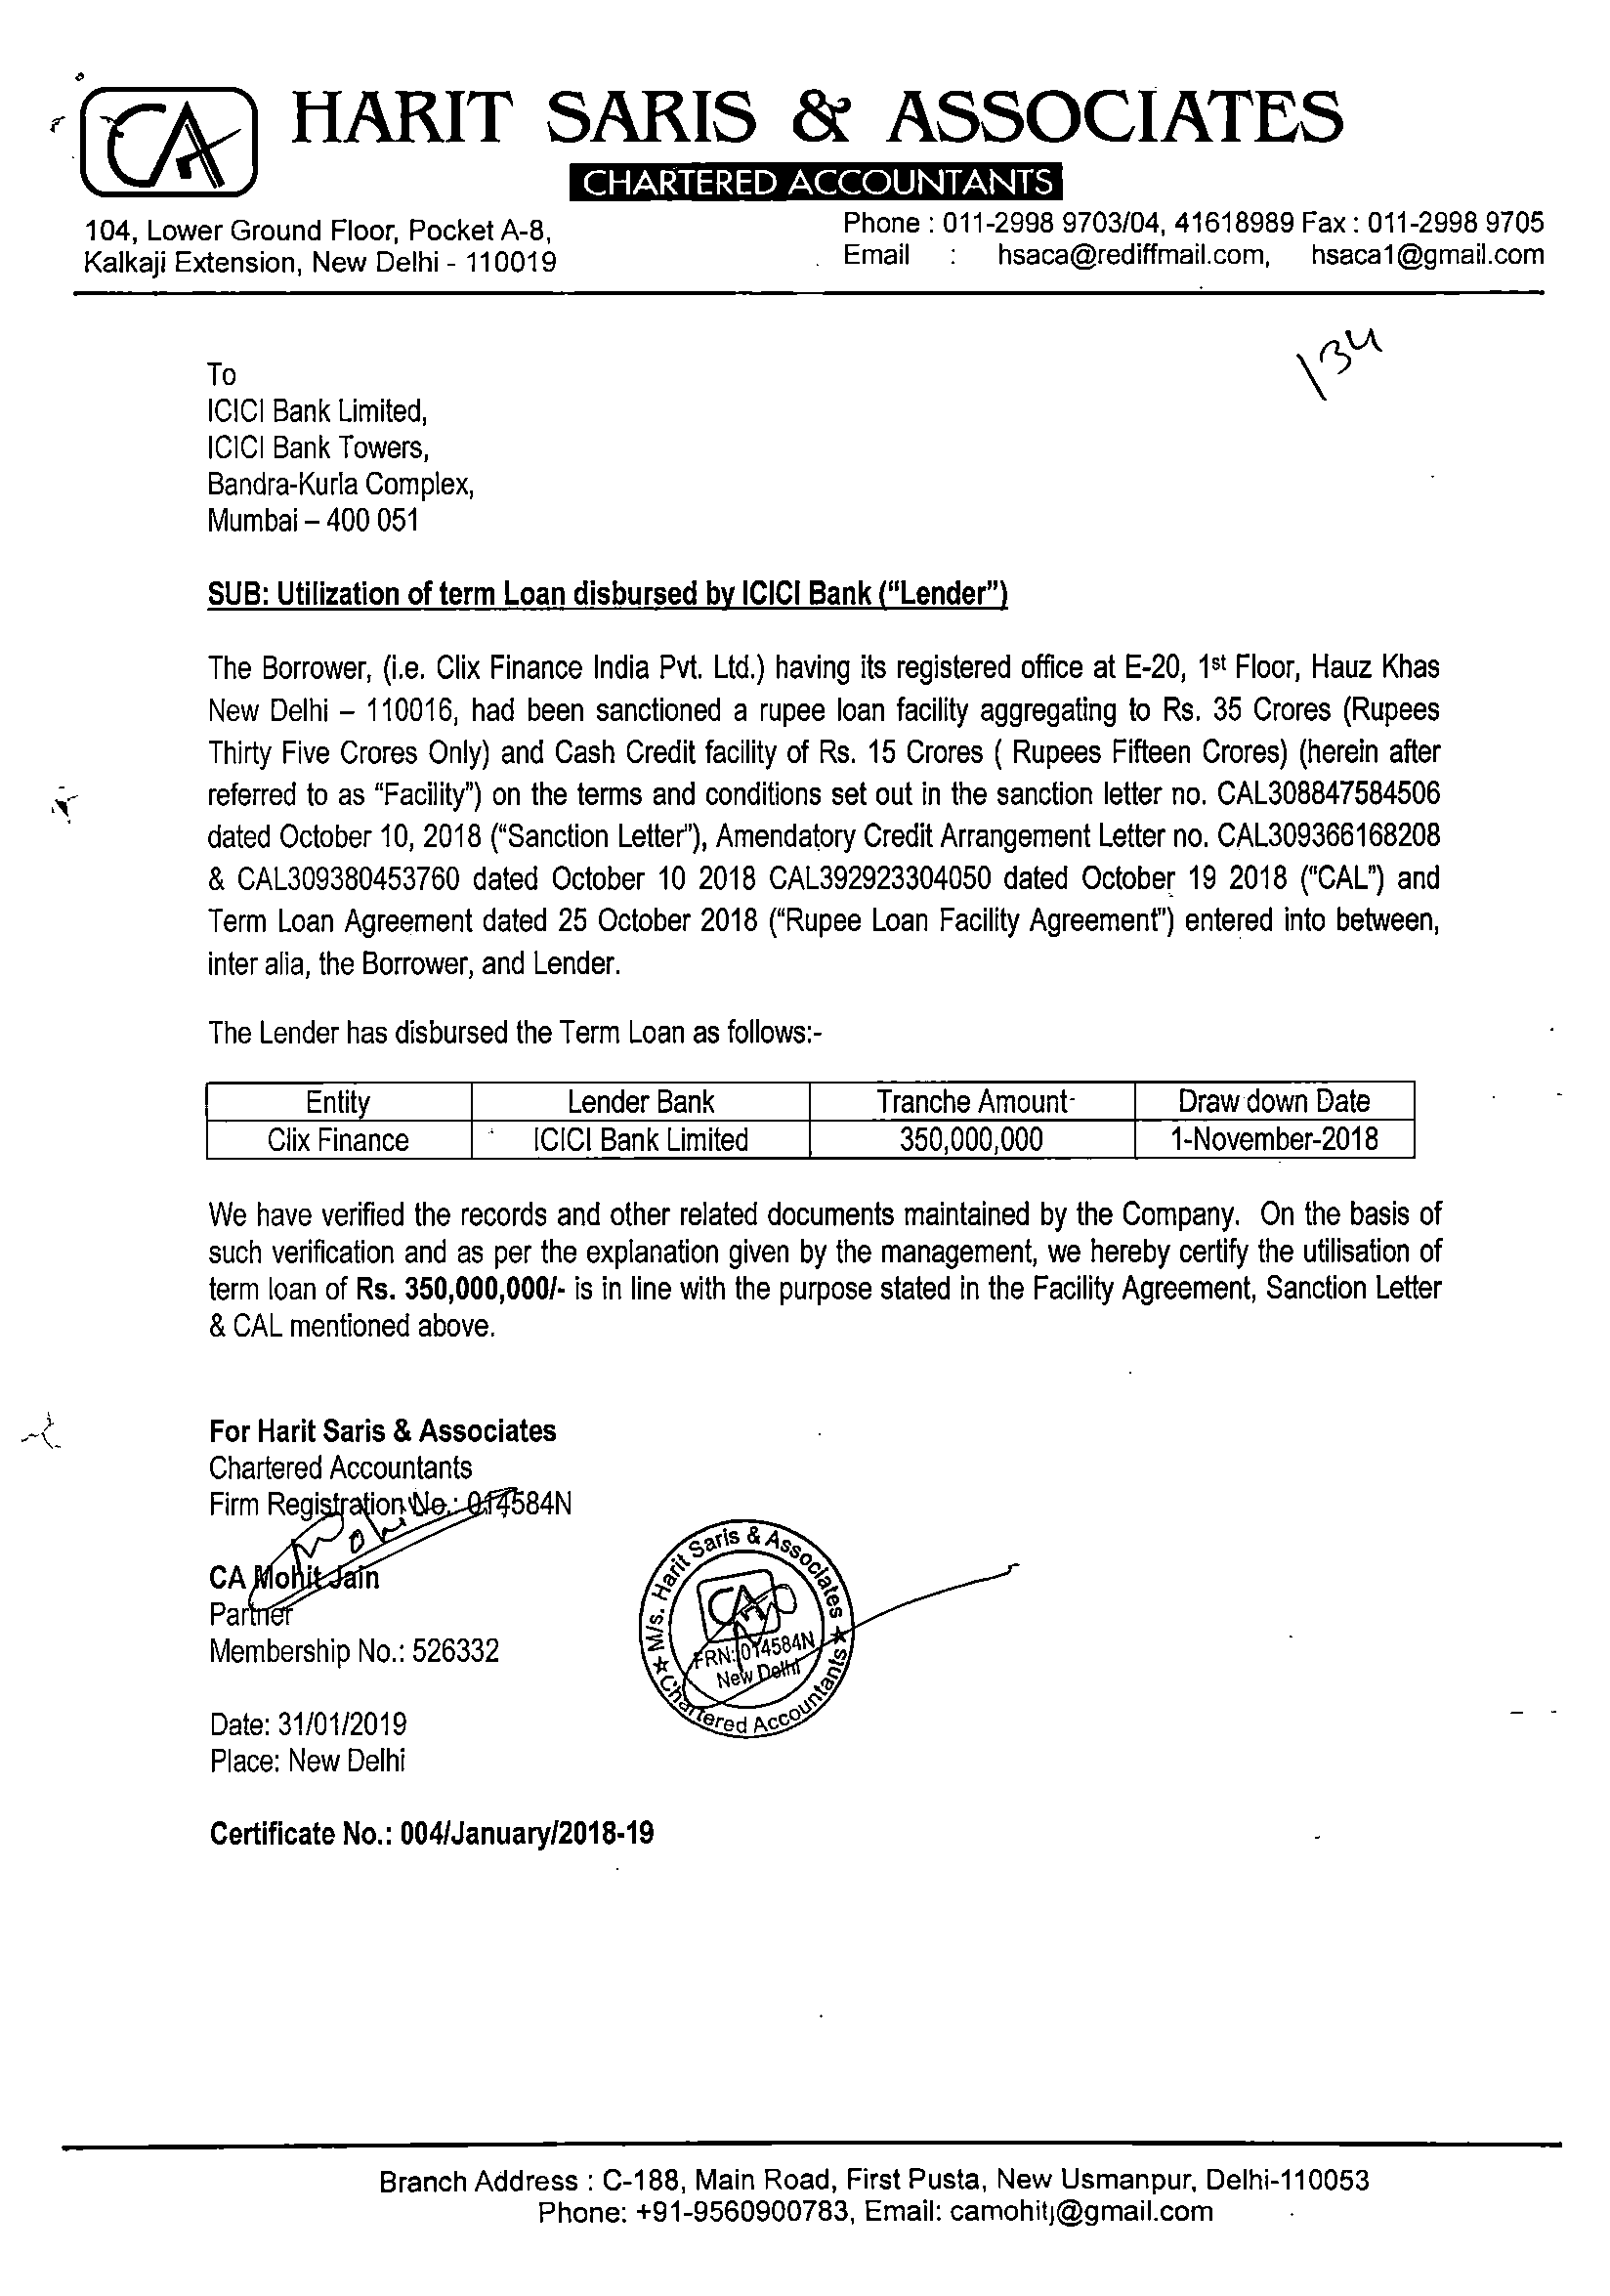 CA HARIT SARIS & ASSOCIATES
CHARTERED ACCOUNTANTS
104, Lower Ground Floor, Pocket A-8,
Kalkaji Extension, New Delhi - 110019
Phone : 011-2998 9703/04, 41618989 Fax : 011-2998 9705
Email : hsaca@rediffmail.com, hsaca1@gmail.com
134
To
ICICI Bank Limited,
ICICI Bank Towers,
Bandra-Kurla Complex,
Mumbai – 400 051
SUB: Utilization of term Loan disbursed by ICICI Bank (“Lender”)
The Borrower, (i.e. Clix Finance India Pvt. Ltd.) having its registered office at E-20, 1st Floor, Hauz Khas
New Delhi – 110016, had been sanctioned a rupee loan facility aggregating to Rs. 35 Crores (Rupees
Thirty Five Crores Only) and Cash Credit facility of Rs. 15 Crores ( Rupees Fifteen Crores) (herein after
referred to as “Facility”) on the terms and conditions set out in the sanction letter no. CAL308847584506
dated October 10, 2018 (“Sanction Letter”), Amendatory Credit Arrangement Letter no. CAL309366168208
& CAL309380453760 dated October 10 2018 CAL392923304050 dated October 19 2018 (“CAL”) and
Term Loan Agreement dated 25 October 2018 (“Rupee Loan Facility Agreement”) entered into between,
inter alia, the Borrower, and Lender.
The Lender has disbursed the Term Loan as follows:-
Entity Lender Bank Tranche Amount Draw down Date
Clix Finance ICICI Bank Limited 350,000,000 1-November-2018
We have verified the records and other related documents maintained by the Company. On the basis of
such verification and as per the explanation given by the management, we hereby certify the utilisation of
term loan of Rs. 350,000,000/- is in line with the purpose stated in the Facility Agreement, Sanction Letter
& CAL mentioned above.
For Harit Saris & Associates
Chartered Accountants
Firm Registration No.: 014584N
Mohit
CA Mohit Jain
Partner
Membership No.: 526332
M/s. Harit Saris & Associates
CA
FRN: 014584N
New Delhi
Chartered Accountants
Date: 31/01/2019
Place: New Delhi
Certificate No.: 004/January/2018-19
Branch Address : C-188, Main Road, First Pusta, New Usmanpur, Delhi-110053
Phone: +91-9560900783, Email: camohitj@gmail.com